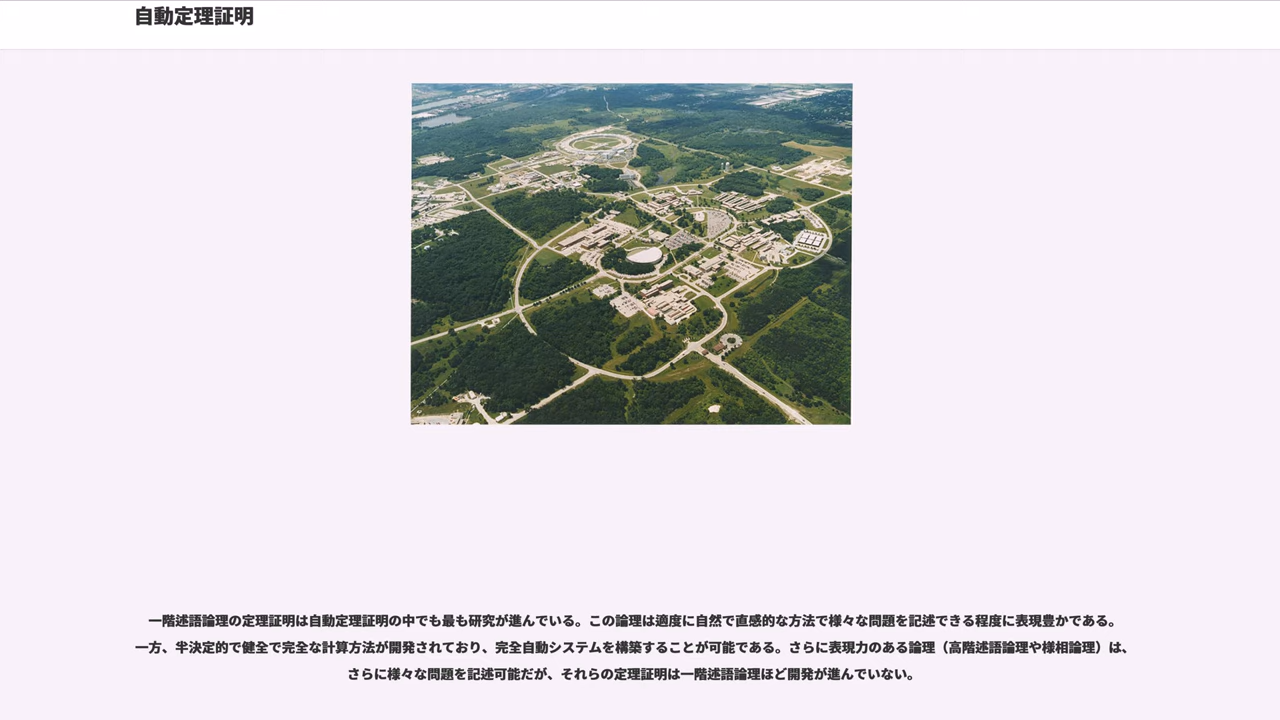 自動定理証明
一階述語論理の定理証明は自動定理証明の中でも最も研究が進んでいる。この論理は適度に自然で直感的な方法で様々な問題を記述できる程度に表現豊かである。
一方、半決定的で健全で完全な計算方法が開発されており、完全自動システムを構築することが可能である。さらに表現力のある論理（高階述語論理や様相論理）は、
さらに様々な問題を記述可能だが、それらの定理証明は一階述語論理ほど開発が進んでいない。